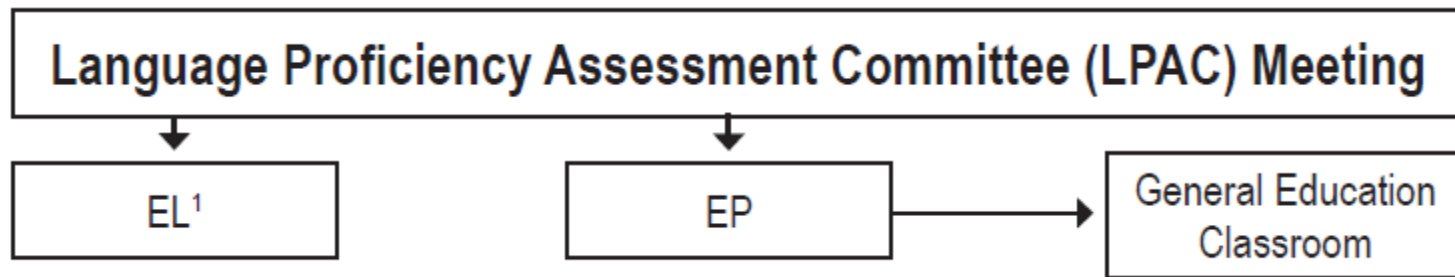 Language Proficiency Assessment Committee (LPAC) Meeting
EL¹
EP
General Education
Classroom